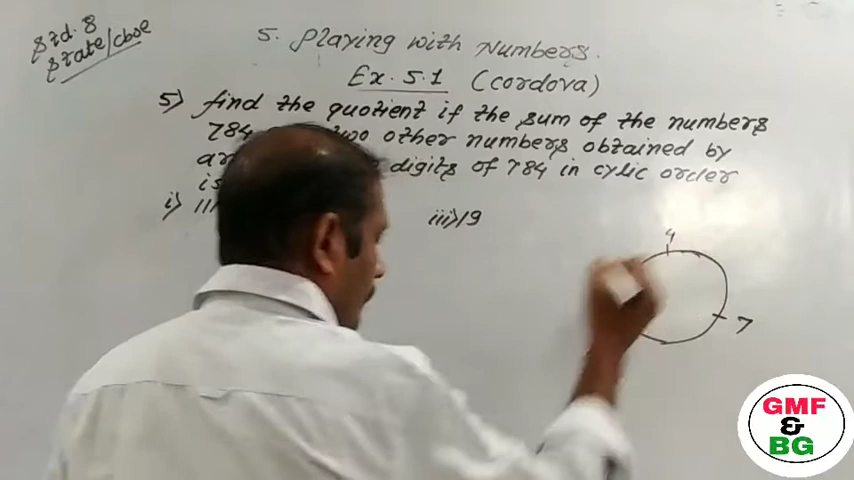 Std. 8
State/cbse
5. Playing with Numbers.
Ex. 5.1 (cordova)
5) find the quotient if the sum of the numbers
784 two other numbers obtained by
digits of 784 in cylic order
is
i) 11 iii) 19
4
7
GMF
&
BG